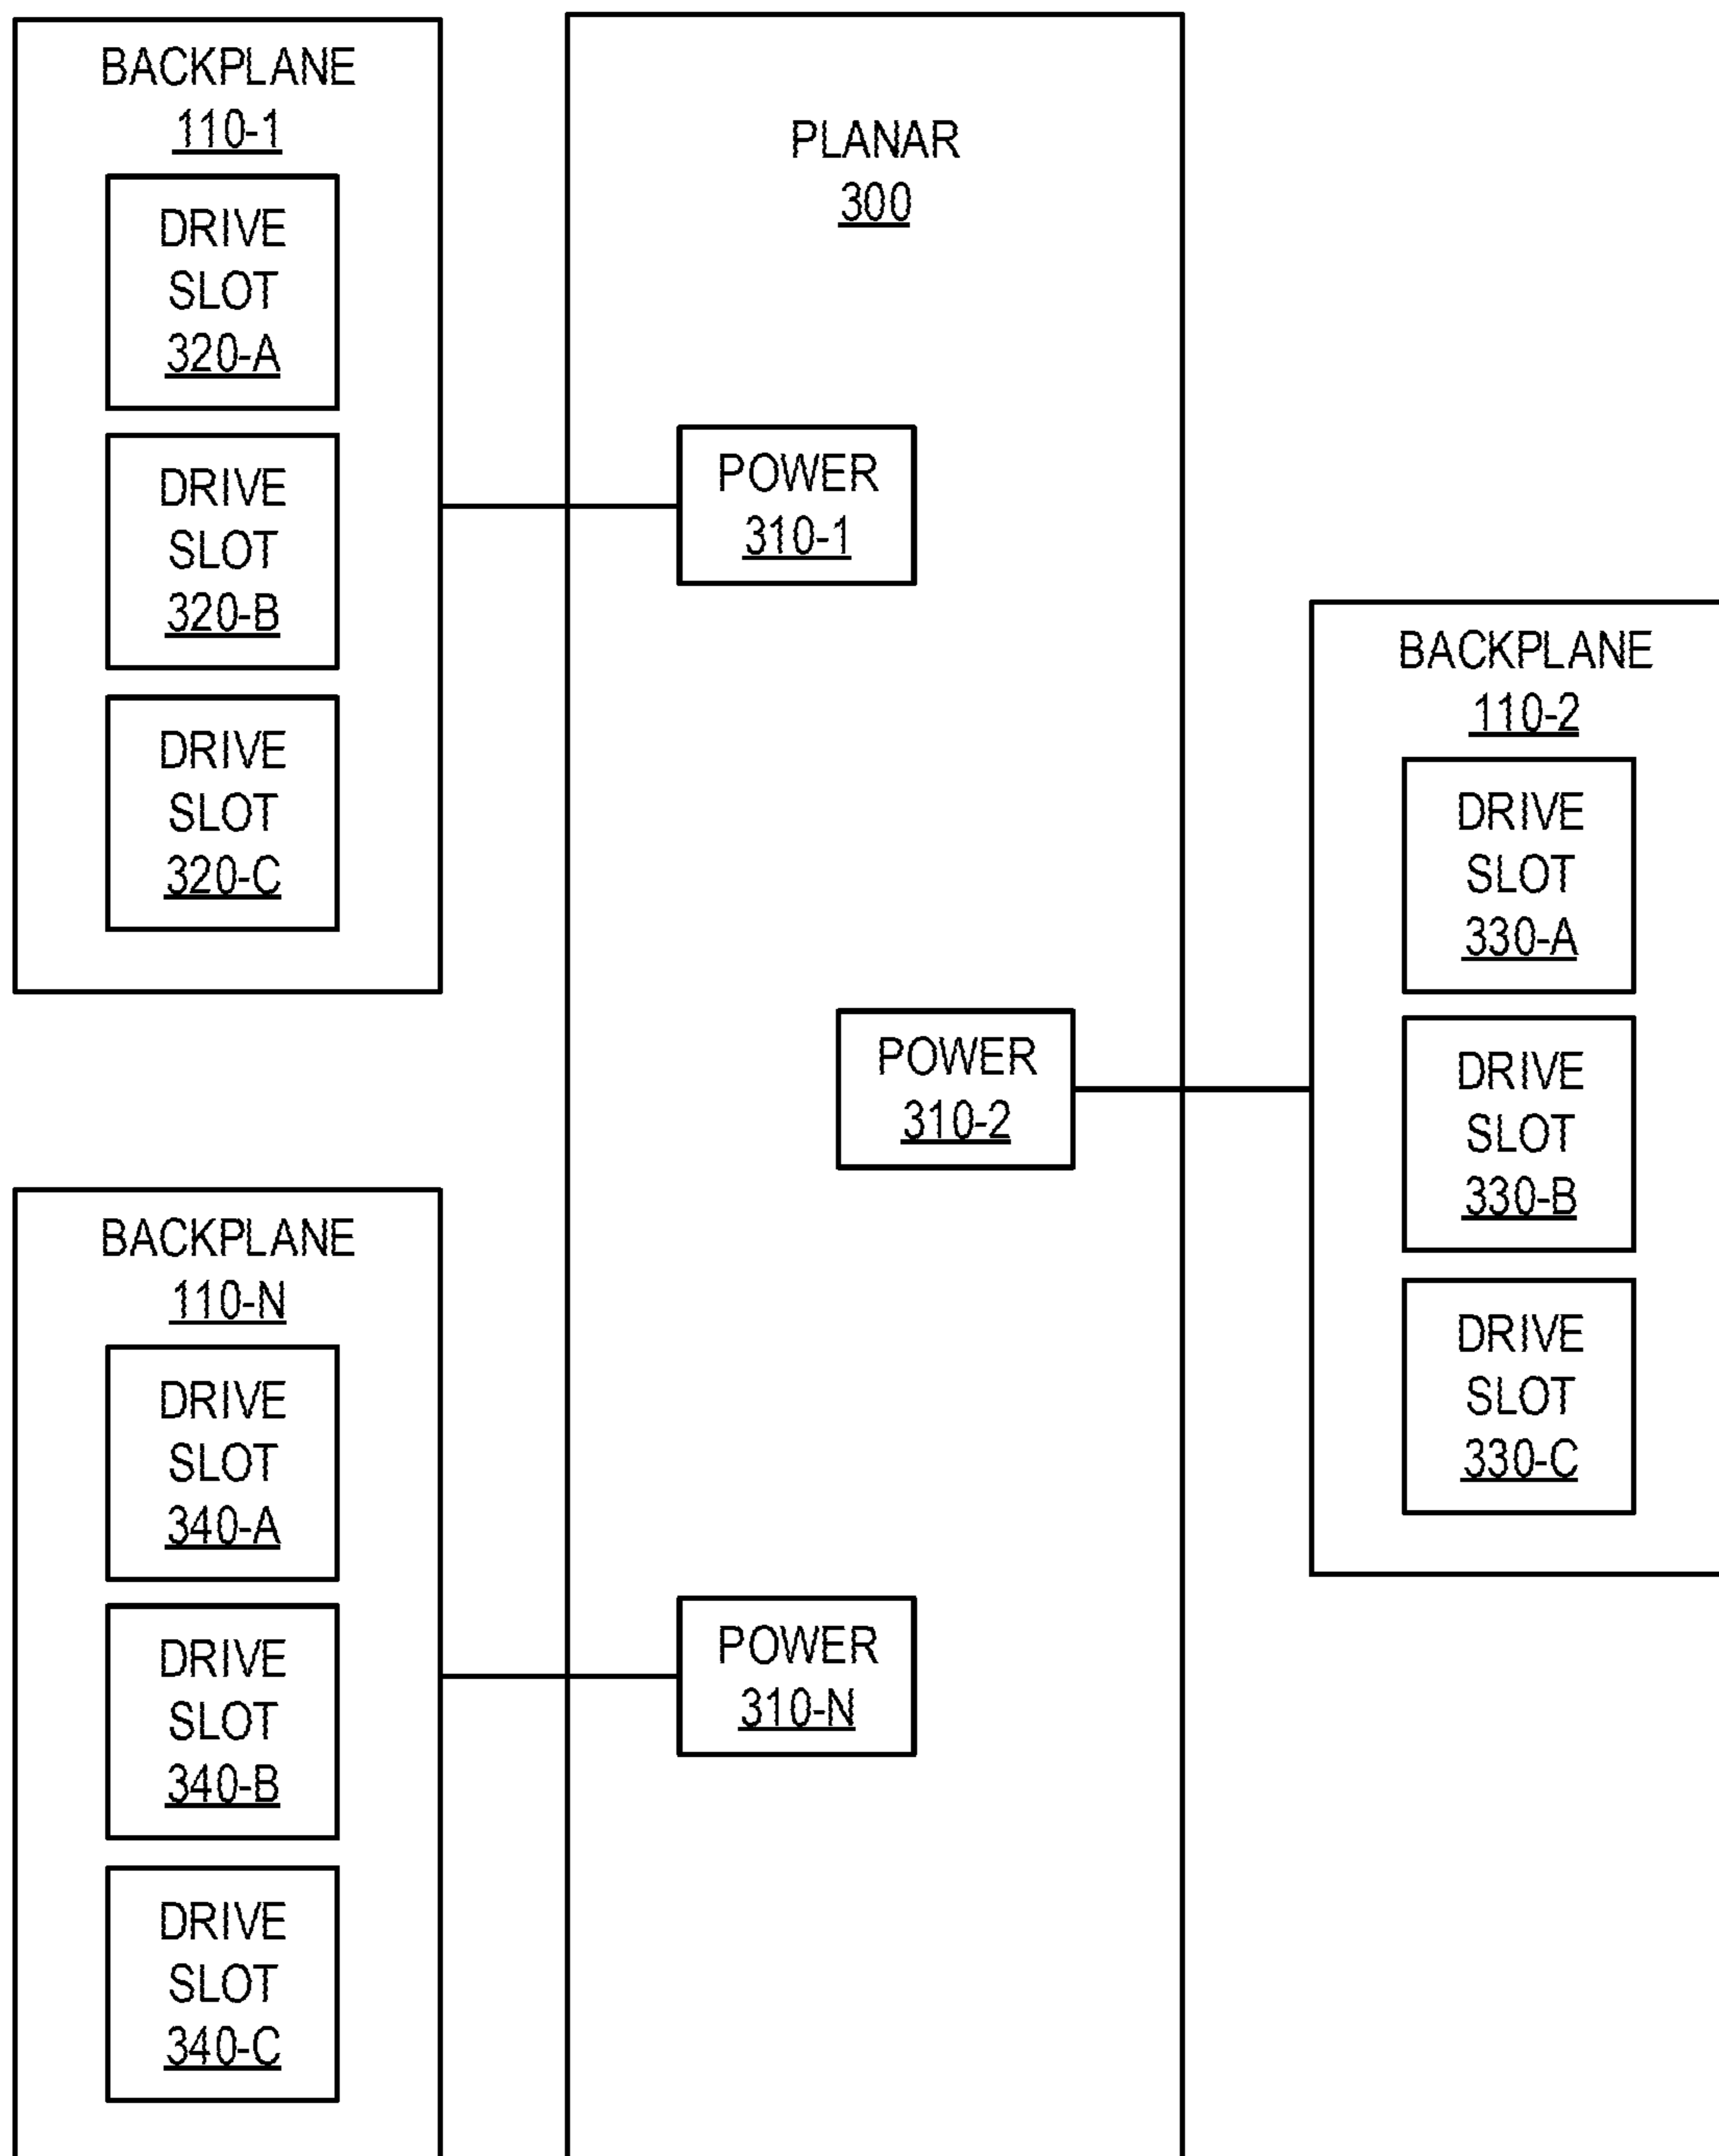 BACKPLANE
110-1
DRIVE
SLOT
320-A
DRIVE
SLOT
320-B
DRIVE
SLOT
320-C
PLANAR
300
POWER
310-1
POWER
310-2
POWER
310-N
BACKPLANE
110-2
DRIVE
SLOT
330-A
DRIVE
SLOT
330-B
DRIVE
SLOT
330-C
BACKPLANE
110-N
DRIVE
SLOT
340-A
DRIVE
SLOT
340-B
DRIVE
SLOT
340-C